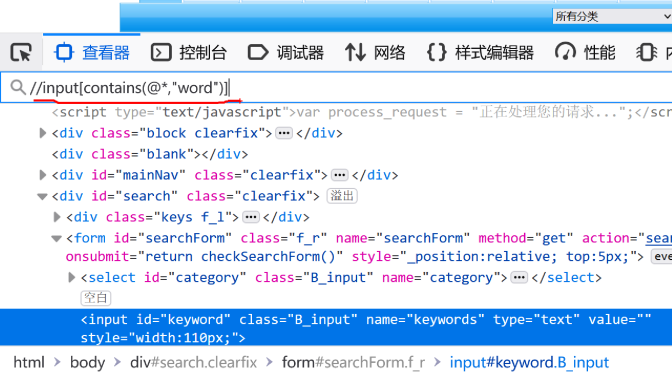 所有分类
查看器 控制台 调试器 网络 样式编辑器 性能
//input[contains(@*,"word")]
<script type="text/javascript">var process_request = "正在处理您的请求...";</scr
<div class="block clearfix"> ••• </div>
<div class="blank"></div>
<div id="mainNav" class="clearfix"> ••• </div>
<div id="search" class="clearfix"> 溢出
<div class="keys f_l"> ••• </div>
<form id="searchForm" class="f_r" name="searchForm" method="get" action="sear
onsubmit="return checkSearchForm()" style="_position:relative; top:5px;"> eve
<select id="category" class="B_input" name="category"> ••• </select>
空白
<input id="keyword" class="B_input" name="keywords" type="text" value=""
style="width:110px;">
html > body > div#search.clearfix > form#searchForm.f_r > input#keyword.B_input